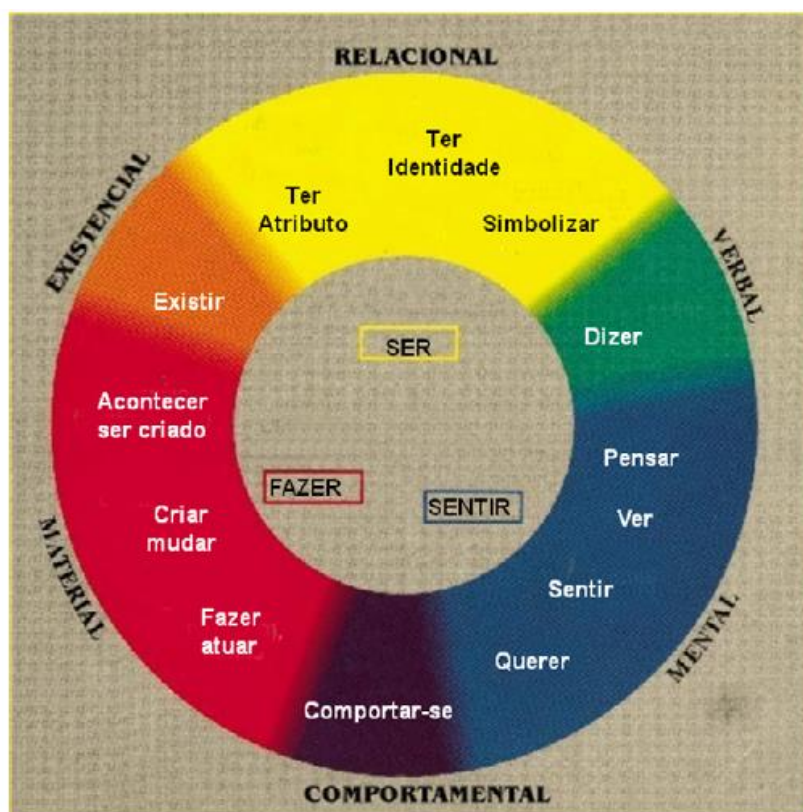 RELACIONAL
Ter
Identidade
Ter
Atributo
Simbolizar
EXISTENCIAL
VERBAL
Existir
SER
Dizer
Acontecer
ser criado
Pensar
FAZER
SENTIR
Ver
Criar
mudar
MATERIAL
Sentir
MENTAL
Fazer
atuar
Querer
Comportar-se
COMPORTAMENTAL